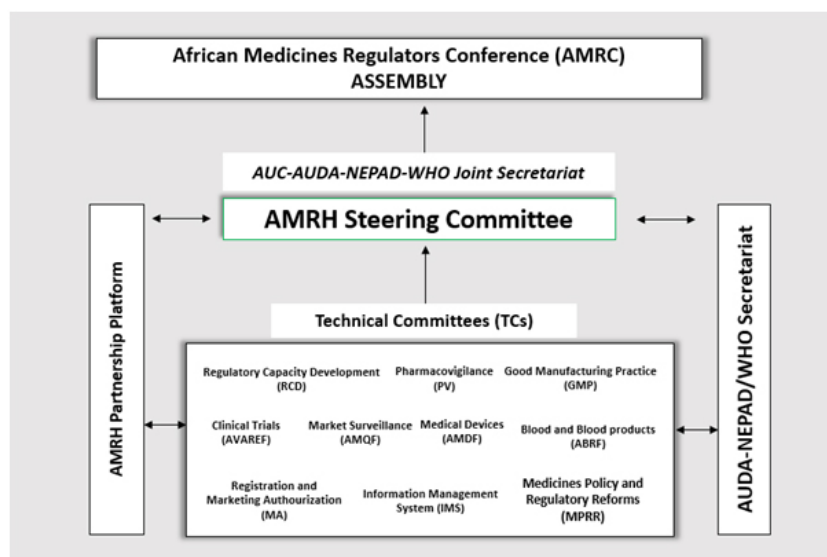 African Medicines Regulators Conference (AMRC)
ASSEMBLY
AUC-AUDA-NEPAD-WHO Joint Secretariat
AMRH Steering Committee
AMRH Partnership Platform
AUDA-NEPAD/WHO Secretariat
Technical Committees (TCs)
Regulatory Capacity Development
(RCD)
Pharmacovigilance
(PV)
Good Manufacturing Practice
(GMP)
Clinical Trials
(AVAREF)
Market Surveillance
(AMQF)
Medical Devices
(AMDF)
Blood and Blood products
(ABRF)
Registration and
Marketing Authourization
(MA)
Information Management
System (IMS)
Medicines Policy and
Regulatory Reforms
(MPRR)